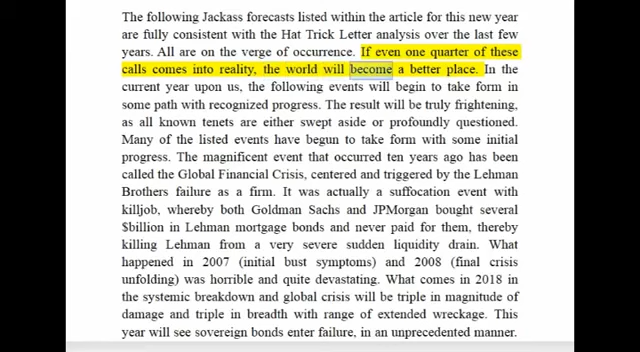 The following Jackass forecasts listed within the article for this new year
are fully consistent with the Hat Trick Letter analysis over the last few
years. All are on the verge of occurrence. If even one quarter of these
calls comes into reality, the world will become a better place. In the
current year upon us, the following events will begin to take form in
some path with recognized progress. The result will be truly frightening,
as all known tenets are either swept aside or profoundly questioned.
Many of the listed events have begun to take form with some initial
progress. The magnificent event that occurred ten years ago has been
called the Global Financial Crisis, centered and triggered by the Lehman
Brothers failure as a firm. It was actually a suffocation event with
killjob, whereby both Goldman Sachs and JPMorgan bought several
$billion in Lehman mortgage bonds and never paid for them, thereby
killing Lehman from a very severe sudden liquidity drain. What
happened in 2007 (initial bust symptoms) and 2008 (final crisis
unfolding) was horrible and quite devastating. What comes in 2018 in
the systemic breakdown and global crisis will be triple in magnitude of
damage and triple in breadth with range of extended wreckage. This
year will see sovereign bonds enter failure, in an unprecedented manner.